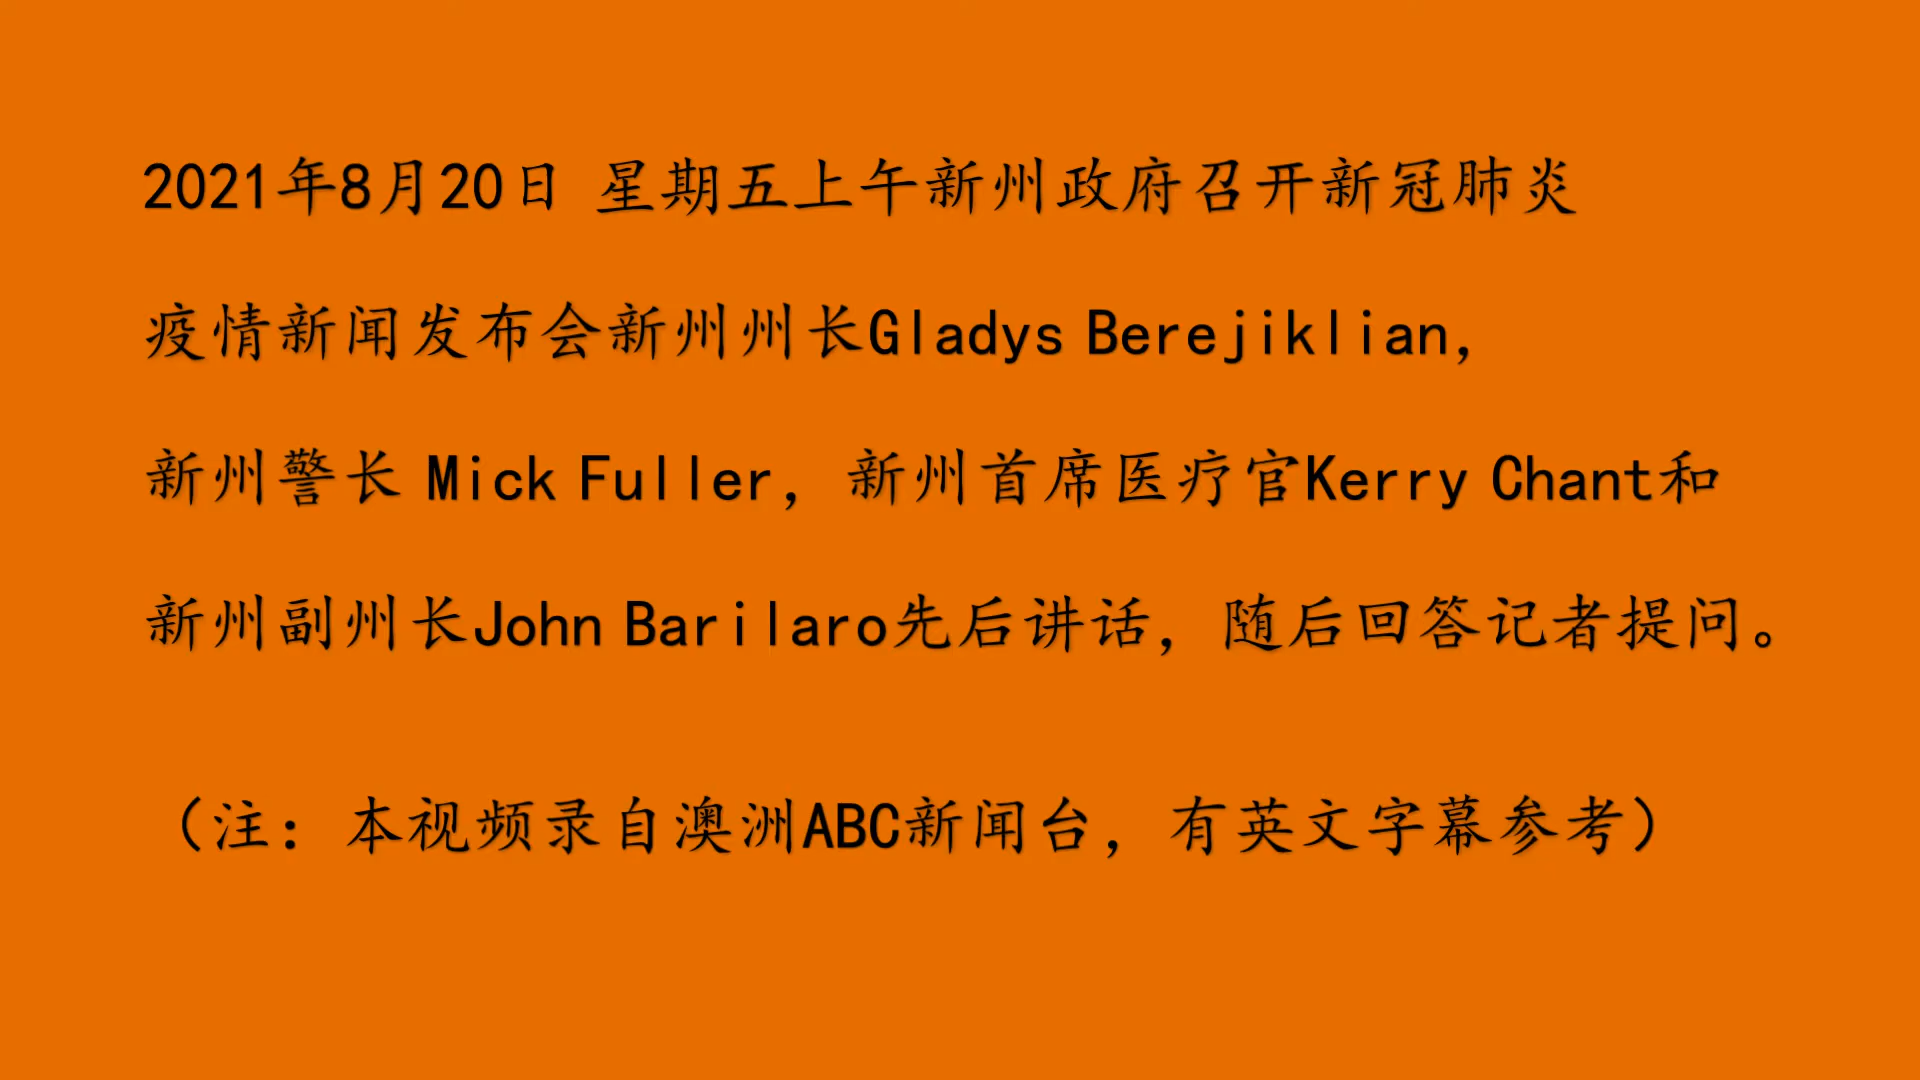 2021年8月20日 星期五上午新州政府召开新冠肺炎
疫情新闻发布会新州州长Gladys Berejiklian,
新州警长 Mick Fuller，新州首席医疗官Kerry Chant和
新州副州长John Barilaro先后讲话，随后回答记者提问。
（注：本视频录自澳洲ABC新闻台，有英文字幕参考）